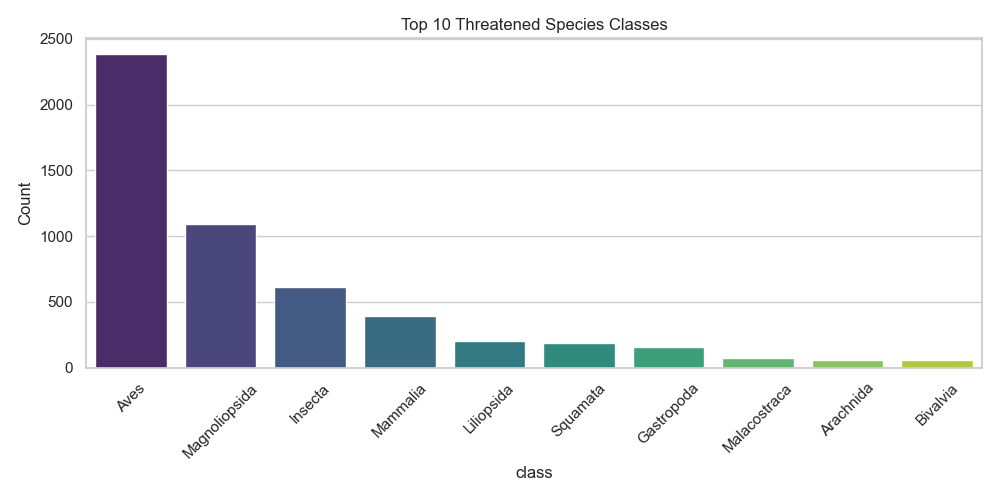 Top 10 Threatened Species Classes
2500
2000
1500
1000
500
0
Count
Aves
Magnoliopsida
Insecta
Mammalia
Liliopsida
Squamata
Gastropoda
Malacostraca
Arachnida
Bivalvia
class